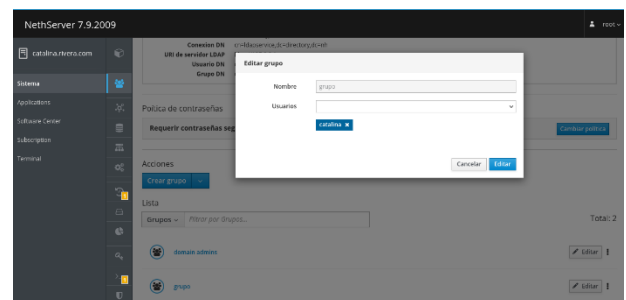 NethServer 7.9.2009
root
catalina.rivera.com
Sistema
Applications
Software Center
Subscription
Terminal
Conexion DN
URI de servidor LDAP
Usuario DN
Grupo DN
Editar grupo
Nombre
grupo
Usuarios
catalina ×
Cancelar
Editar
Política de contraseñas
Requerir contraseñas seg
Cambiar política
Acciones
Crear grupo
Lista
Grupos
Filtrar por Grupos...
Total: 2
domain admins
Editar
grupo
Editar